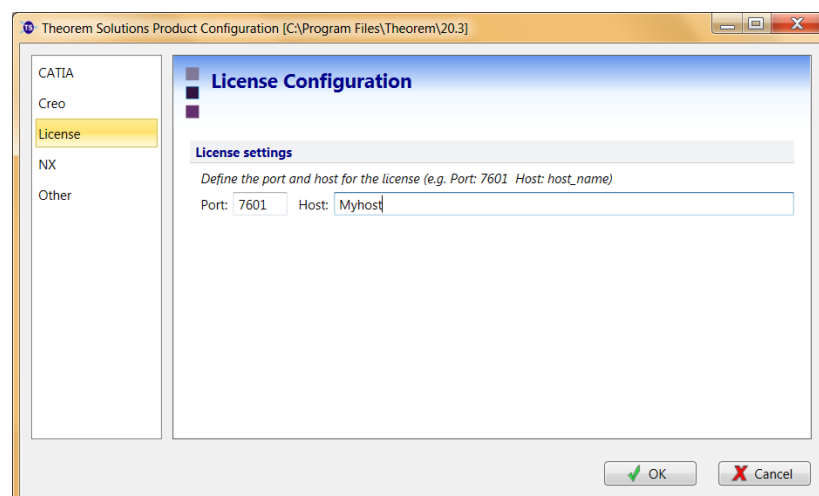 TS Theorem Solutions Product Configuration [C:\Program Files\Theorem\20.3]
CATIA
Creo
License
NX
Other
License Configuration
License settings
Define the port and host for the license (e.g. Port: 7601 Host: host_name)
Port: 7601 Host: Myhost
OK
Cancel